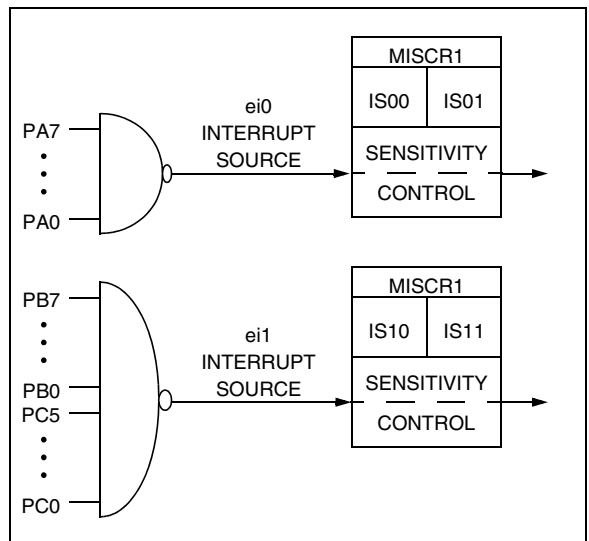 MISCR1
IS00 IS01
ei0
INTERRUPT
SOURCE
PA7
PA0
SENSITIVITY
CONTROL
MISCR1
IS10 IS11
ei1
INTERRUPT
SOURCE
PB7
PB0
PC5
PC0
SENSITIVITY
CONTROL